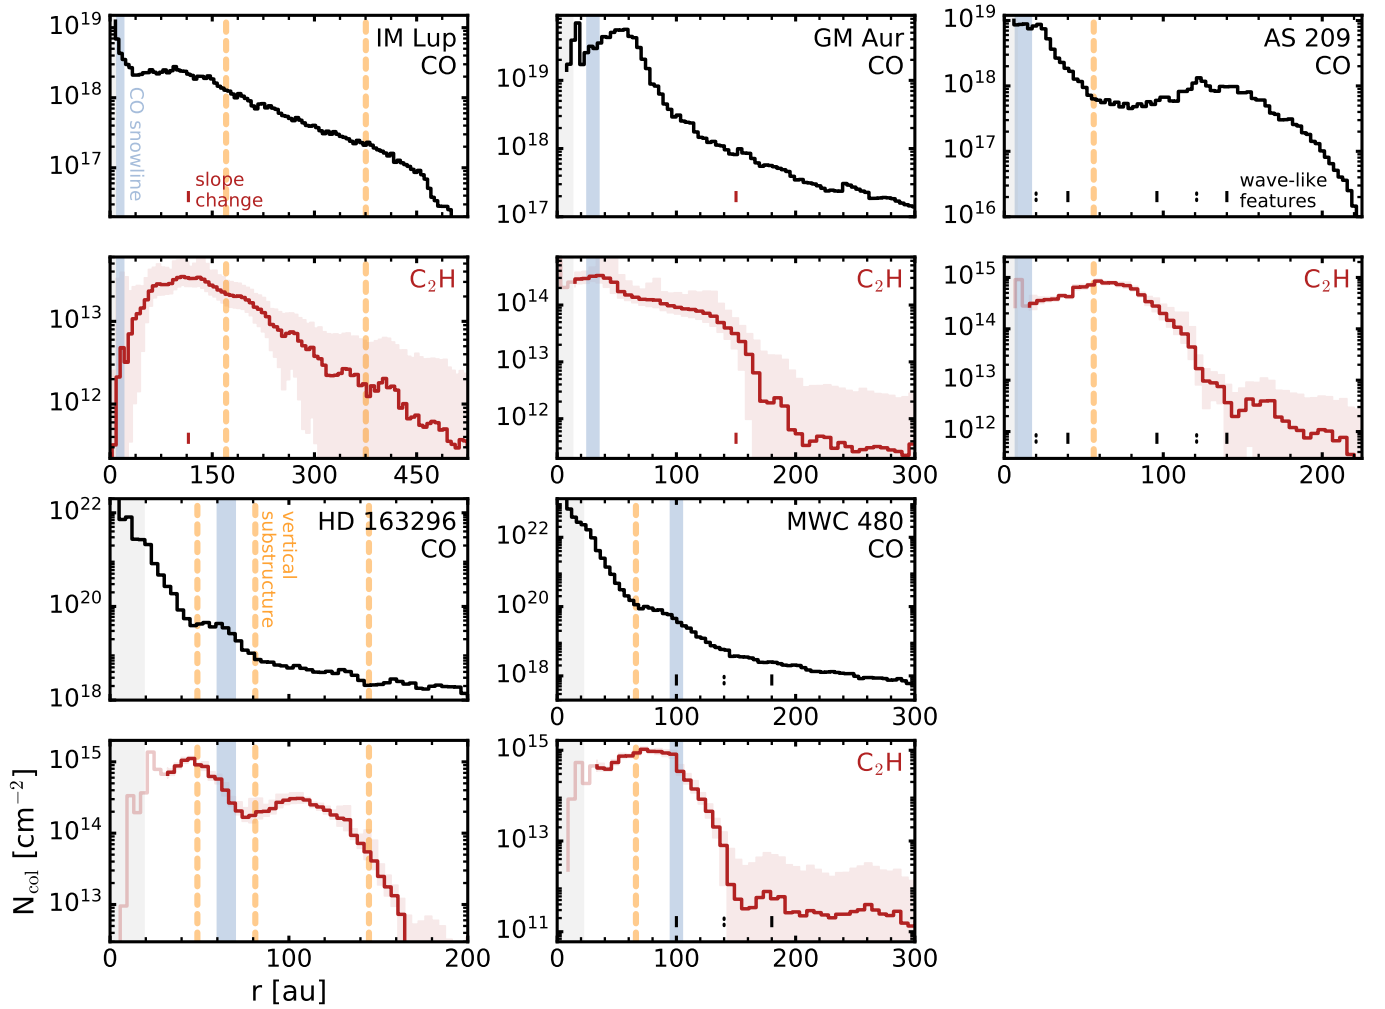 10^19
10^18
10^17
IM Lup
CO
CO snowline
slope
change
10^19
10^18
10^17
GM Aur
CO
10^19
10^18
10^17
10^16
AS 209
CO
wave-like
features
10^13
10^12
C₂H
0 150 300 450
10^14
10^13
10^12
C₂H
0 100 200 300
10^15
10^14
10^13
10^12
C₂H
0 100 200
10^22
10^20
10^18
HD 163296
CO
vertical
substructure
10^22
10^20
10^18
MWC 480
CO
0 100 200 300
10^15
10^14
10^13
N_col [cm^−2]
0 100 200
r [au]
10^15
10^13
10^11
C₂H
0 100 200 300